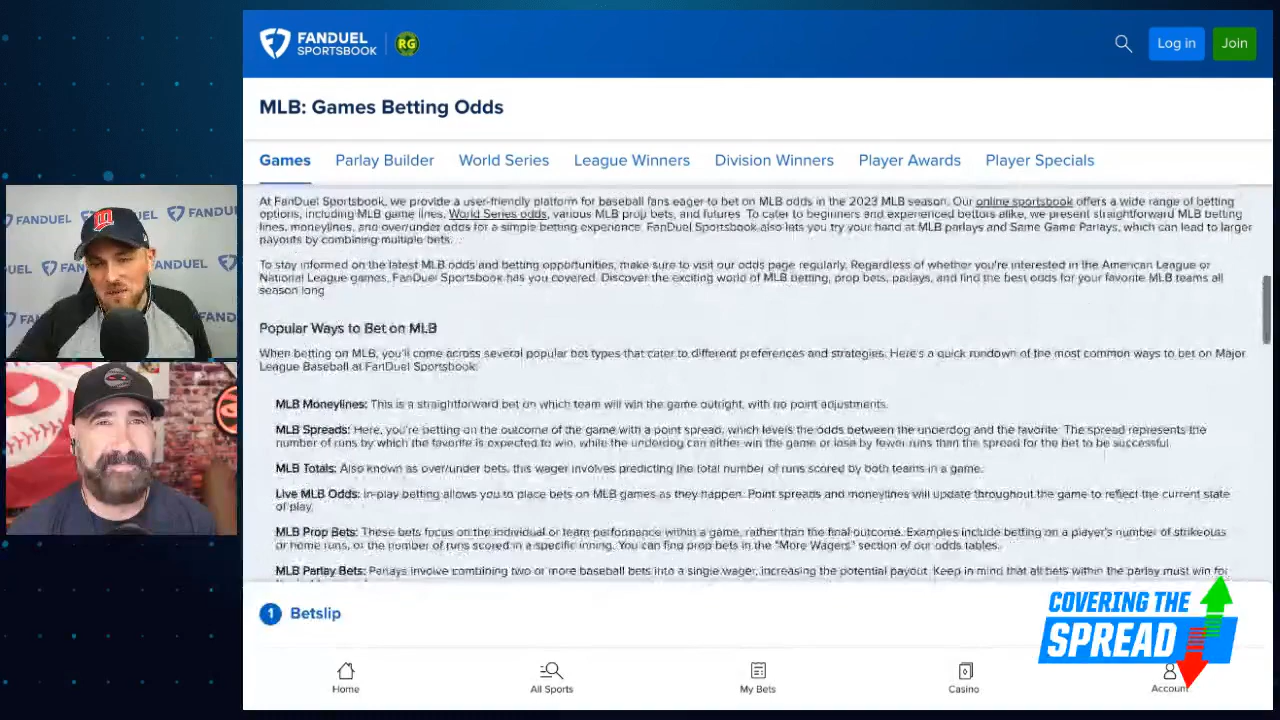 FANDUEL
SPORTSBOOK
RG
Log in
Join
MLB: Games Betting Odds
Games
Parlay Builder
World Series
League Winners
Division Winners
Player Awards
Player Specials
At FanDuel Sportsbook, we provide a user-friendly platform for baseball fans eager to bet on MLB odds in the 2023 MLB season. Our online sportsbook offers a wide range of betting
options, including MLB game lines, World Series odds, various MLB prop bets, and futures. To cater to beginners and experienced bettors alike, we present straightforward MLB betting
lines, moneylines, and over/under odds for a simple betting experience. FanDuel Sportsbook also lets you try your hand at MLB parlays and Same Game Parlays, which can lead to larger
payouts by combining multiple bets.
To stay informed on the latest MLB odds and betting opportunities, make sure to visit our odds page regularly. Regardless of whether you're interested in the American League or
National League games, FanDuel Sportsbook has you covered. Discover the exciting world of MLB betting, prop bets, parlays, and find the best odds for your favorite MLB teams all
season long
Popular Ways to Bet on MLB
When betting on MLB, you'll come across several popular bet types that cater to different preferences and strategies. Here's a quick rundown of the most common ways to bet on Major
League Baseball at FanDuel Sportsbook:
MLB Moneylines: This is a straightforward bet on which team will win the game outright, with no point adjustments.
MLB Spreads: Here, you're betting on the outcome of the game with a point spread, which levels the odds between the underdog and the favorite. The spread represents the
number of runs by which the favorite is expected to win, while the underdog can either win the game or lose by fewer runs than the spread for the bet to be successful.
MLB Totals: Also known as over/under bets, this wager involves predicting the total number of runs scored by both teams in a game.
Live MLB Odds: In-play betting allows you to place bets on MLB games as they happen. Point spreads and moneylines will update throughout the game to reflect the current state
of play.
MLB Prop Bets: These bets focus on the individual or team performance within a game, rather than the final outcome. Examples include betting on a player's number of strikeouts
or home runs, or the number of runs scored in a specific inning. You can find prop bets in the "More Wagers" section of our odds tables.
MLB Parlay Bets: Parlays involve combining two or more baseball bets into a single wager, increasing the potential payout. Keep in mind that all bets within the parlay must win for
1 Betslip
Home
All Sports
My Bets
Casino
Account
COVERING THE
SPREAD